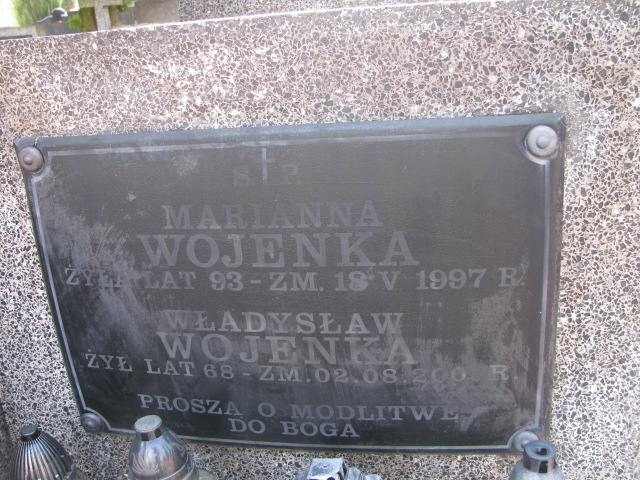 Ś P.
MARIANNA
WOJENKA
ŻYŁA LAT 93 - ZM. 18 V 1997 R.
WŁADYSŁAW
WOJENKA
ŻYŁ LAT 68 - ZM. R.
PROSZĄ O MODLITWĘ
DO BOGA